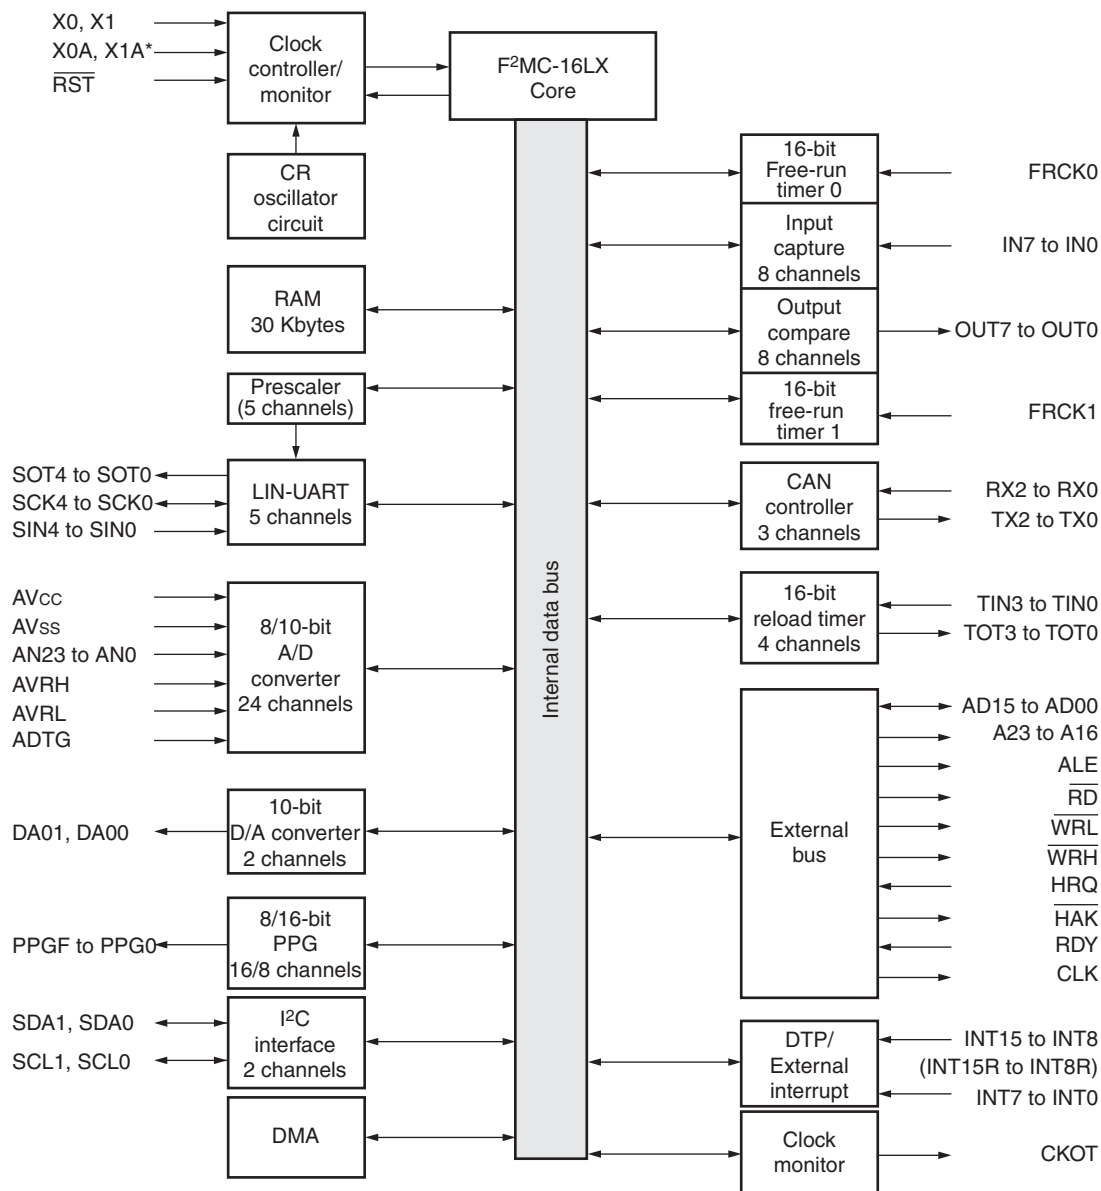 X0, X1
X0A, X1A*
RST
Clock
controller/
monitor
F²MC-16LX
Core
CR
oscillator
circuit
RAM
30 Kbytes
Prescaler
(5 channels)
SOT4 to SOT0
SCK4 to SCK0
SIN4 to SIN0
LIN-UART
5 channels
AVCC
AVSS
AN23 to AN0
AVRH
AVRL
ADTG
8/10-bit
A/D
converter
24 channels
DA01, DA00
10-bit
D/A converter
2 channels
PPGF to PPG0
8/16-bit
PPG
16/8 channels
SDA1, SDA0
SCL1, SCL0
I²C
interface
2 channels
DMA
Internal data bus
16-bit
Free-run
timer 0
FRCK0
Input
capture
8 channels
IN7 to IN0
Output
compare
8 channels
OUT7 to OUT0
16-bit
free-run
timer 1
FRCK1
CAN
controller
3 channels
RX2 to RX0
TX2 to TX0
16-bit
reload timer
4 channels
TIN3 to TIN0
TOT3 to TOT0
External
bus
AD15 to AD00
A23 to A16
ALE
RD
WRL
WRH
HRQ
HAK
RDY
CLK
DTP/
External
interrupt
INT15 to INT8
(INT15R to INT8R)
INT7 to INT0
Clock
monitor
CKOT